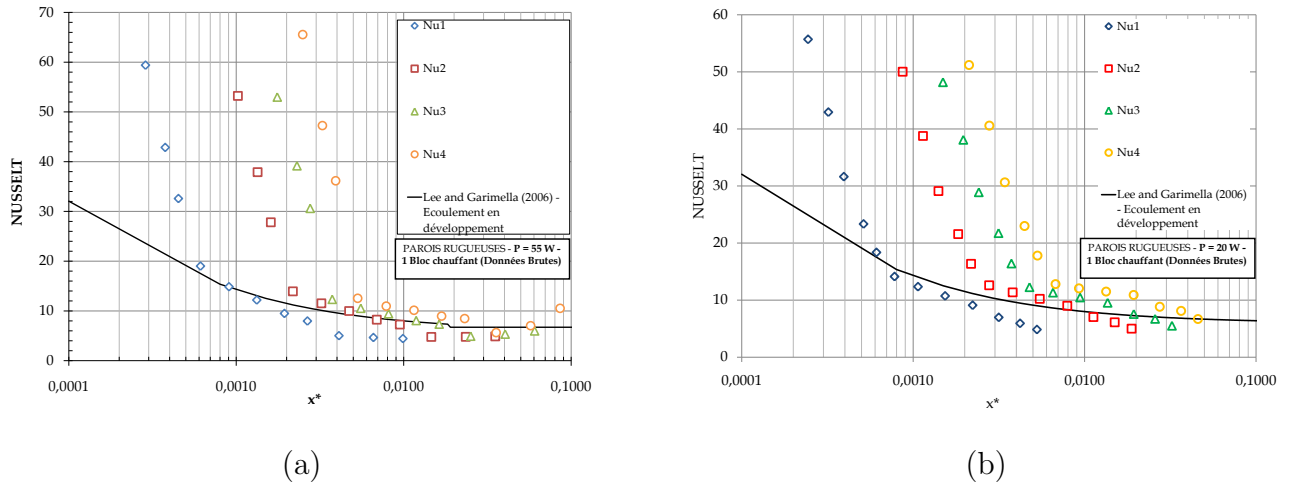 70
60
50
40
30
20
10
0
NUSSELT
0,0001
0,0010
0,0100
0,1000
x*
Nu1
Nu2
Nu3
Nu4
Lee and Garimella (2006) -
Ecoulement en
développement
PAROIS RUGUEUSES - P = 55 W -
1 Bloc chauffant (Données Brutes)
(a)
60
50
40
30
20
10
0
NUSSELT
0,0001
0,0010
0,0100
0,1000
x*
Nu1
Nu2
Nu3
Nu4
Lee and Garimella (2006)
- Ecoulement en
développement
PAROIS RUGUEUSES - P = 20 W -
1 Bloc chauffant (Données Brutes)
(b)